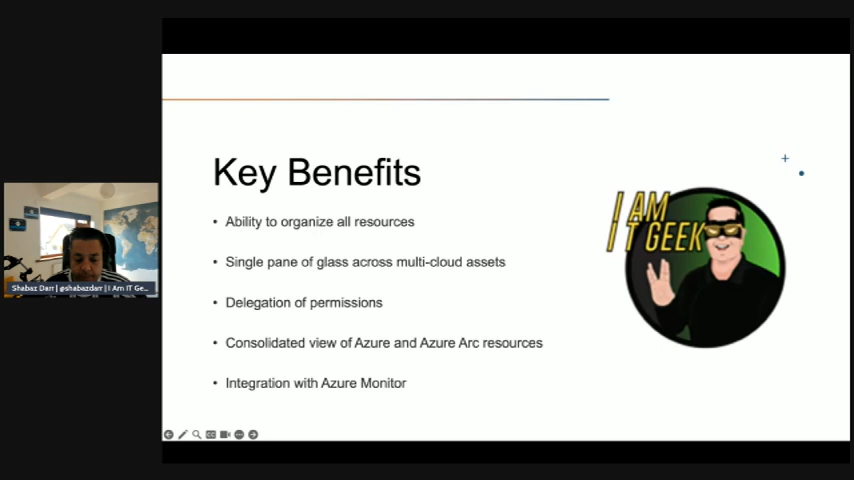 Key Benefits
• Ability to organize all resources
• Single pane of glass across multi-cloud assets
• Delegation of permissions
• Consolidated view of Azure and Azure Arc resources
• Integration with Azure Monitor
I AM
IT GEEK
Shabaz Darr | @shabazdarr | I Am IT Ge...